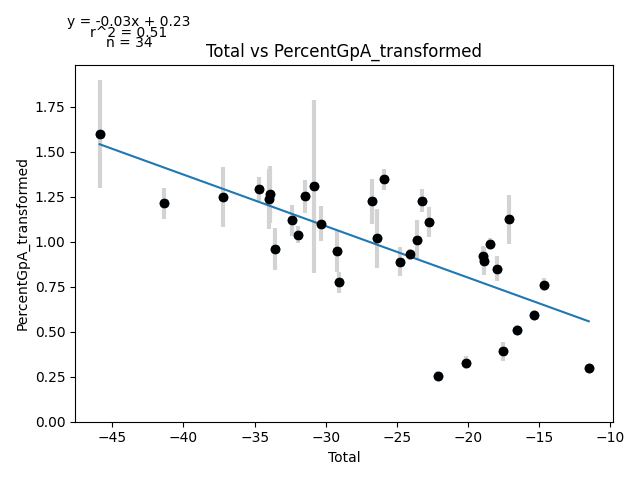 y = -0.03x + 0.23
r^2 = 0.51
n = 34
Total vs PercentGpA_transformed
PercentGpA_transformed
1.75
1.50
1.25
1.00
0.75
0.50
0.25
0.00
−45 −40 −35 −30 −25 −20 −15 −10
Total